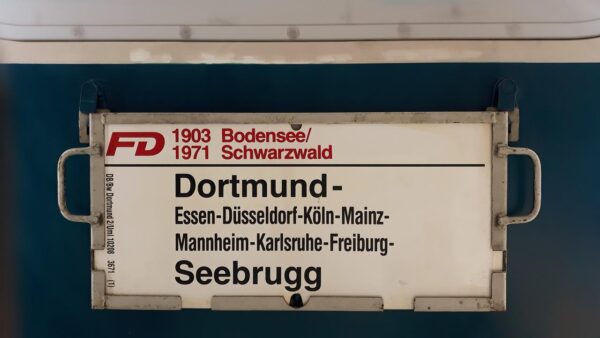 FD 1903 Bodensee/
1971 Schwarzwald
Dortmund-
Essen-Düsseldorf-Köln-Mainz-
Mannheim-Karlsruhe-Freiburg-
Seebrugg